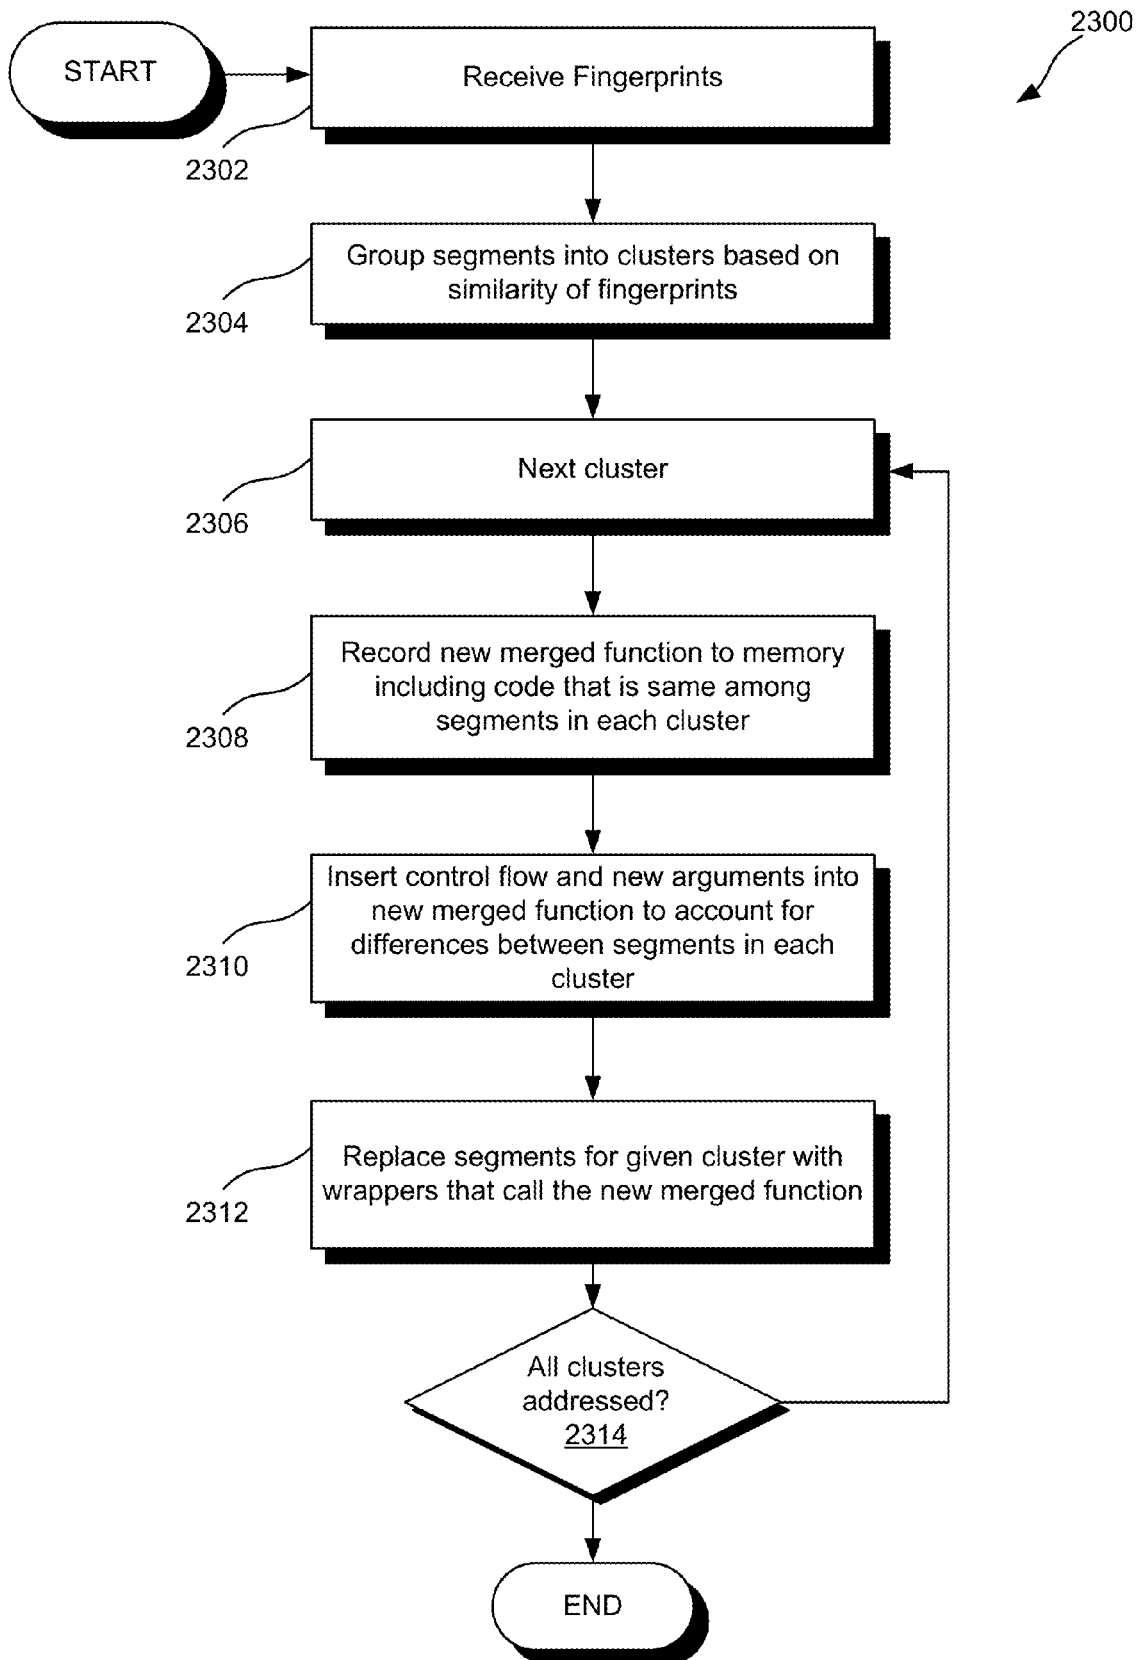 2300
START
Receive Fingerprints
2302
Group segments into clusters based on
similarity of fingerprints
2304
Next cluster
2306
Record new merged function to memory
including code that is same among
segments in each cluster
2308
Insert control flow and new arguments into
new merged function to account for
differences between segments in each
cluster
2310
Replace segments for given cluster with
wrappers that call the new merged function
2312
All clusters
addressed?
2314
END